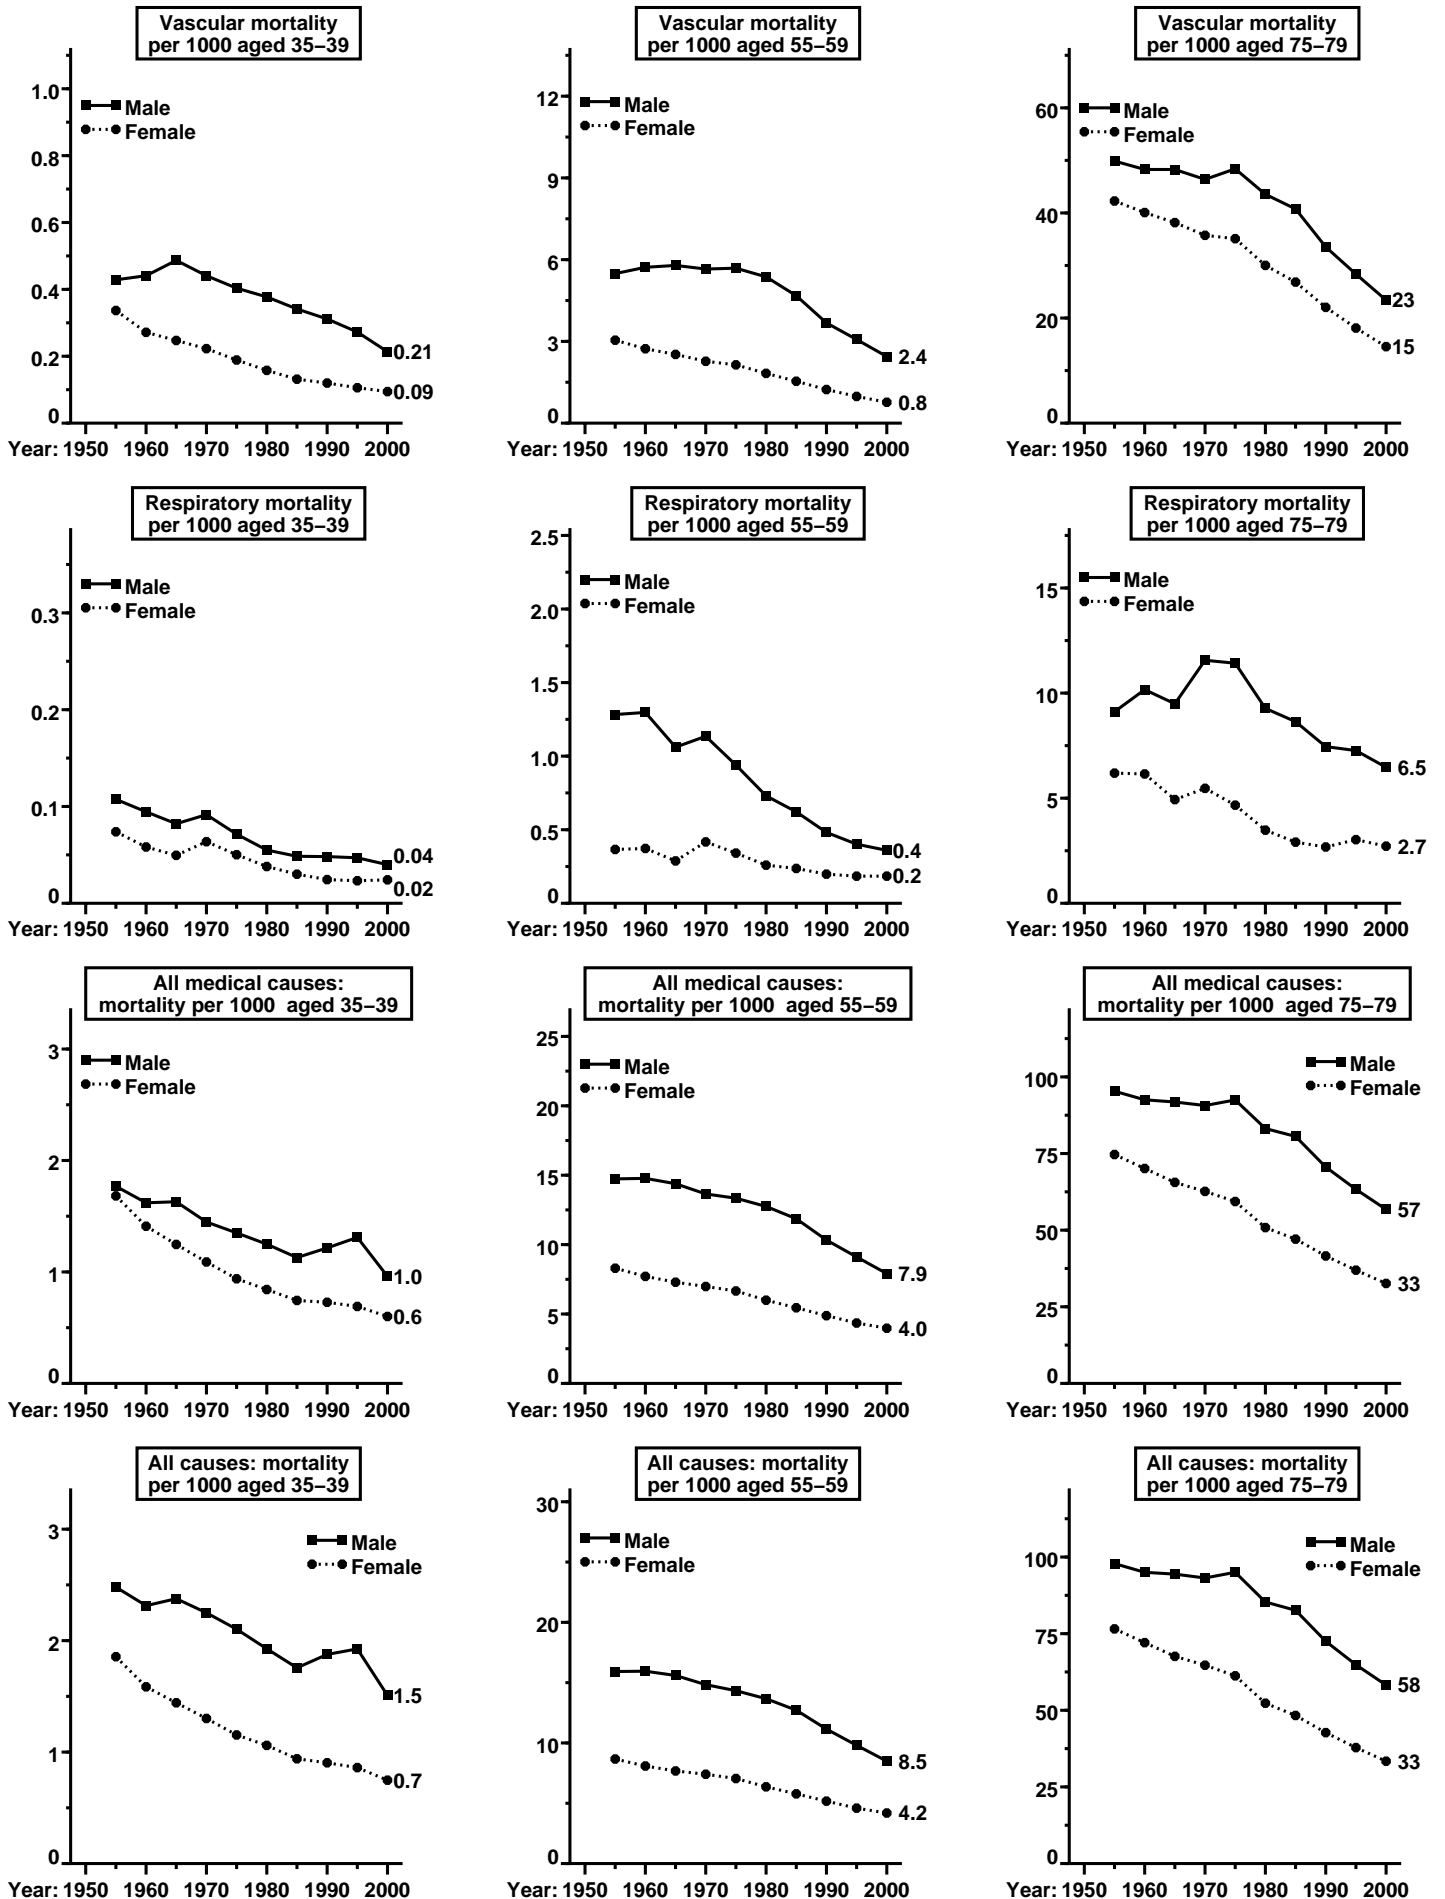 Vascular mortality
per 1000 aged 35–39
1.0
0.8
0.6
0.4
0.2
0
Male
Female
0.21
0.09
Year: 1950 1960 1970 1980 1990 2000
Vascular mortality
per 1000 aged 55–59
12
9
6
3
0
Male
Female
2.4
0.8
Year: 1950 1960 1970 1980 1990 2000
Vascular mortality
per 1000 aged 75–79
60
40
20
0
Male
Female
23
15
Year: 1950 1960 1970 1980 1990 2000
Respiratory mortality
per 1000 aged 35–39
0.3
0.2
0.1
0
Male
Female
0.04
0.02
Year: 1950 1960 1970 1980 1990 2000
Respiratory mortality
per 1000 aged 55–59
2.5
2.0
1.5
1.0
0.5
0
Male
Female
0.4
0.2
Year: 1950 1960 1970 1980 1990 2000
Respiratory mortality
per 1000 aged 75–79
15
10
5
0
Male
Female
6.5
2.7
Year: 1950 1960 1970 1980 1990 2000
All medical causes:
mortality per 1000 aged 35–39
3
2
1
0
Male
Female
1.0
0.6
Year: 1950 1960 1970 1980 1990 2000
All medical causes:
mortality per 1000 aged 55–59
25
20
15
10
5
0
Male
Female
7.9
4.0
Year: 1950 1960 1970 1980 1990 2000
All medical causes:
mortality per 1000 aged 75–79
100
75
50
25
0
Male
Female
57
33
Year: 1950 1960 1970 1980 1990 2000
All causes: mortality
per 1000 aged 35–39
3
2
1
0
Male
Female
1.5
0.7
Year: 1950 1960 1970 1980 1990 2000
All causes: mortality
per 1000 aged 55–59
30
20
10
0
Male
Female
8.5
4.2
Year: 1950 1960 1970 1980 1990 2000
All causes: mortality
per 1000 aged 75–79
100
75
50
25
0
Male
Female
58
33
Year: 1950 1960 1970 1980 1990 2000